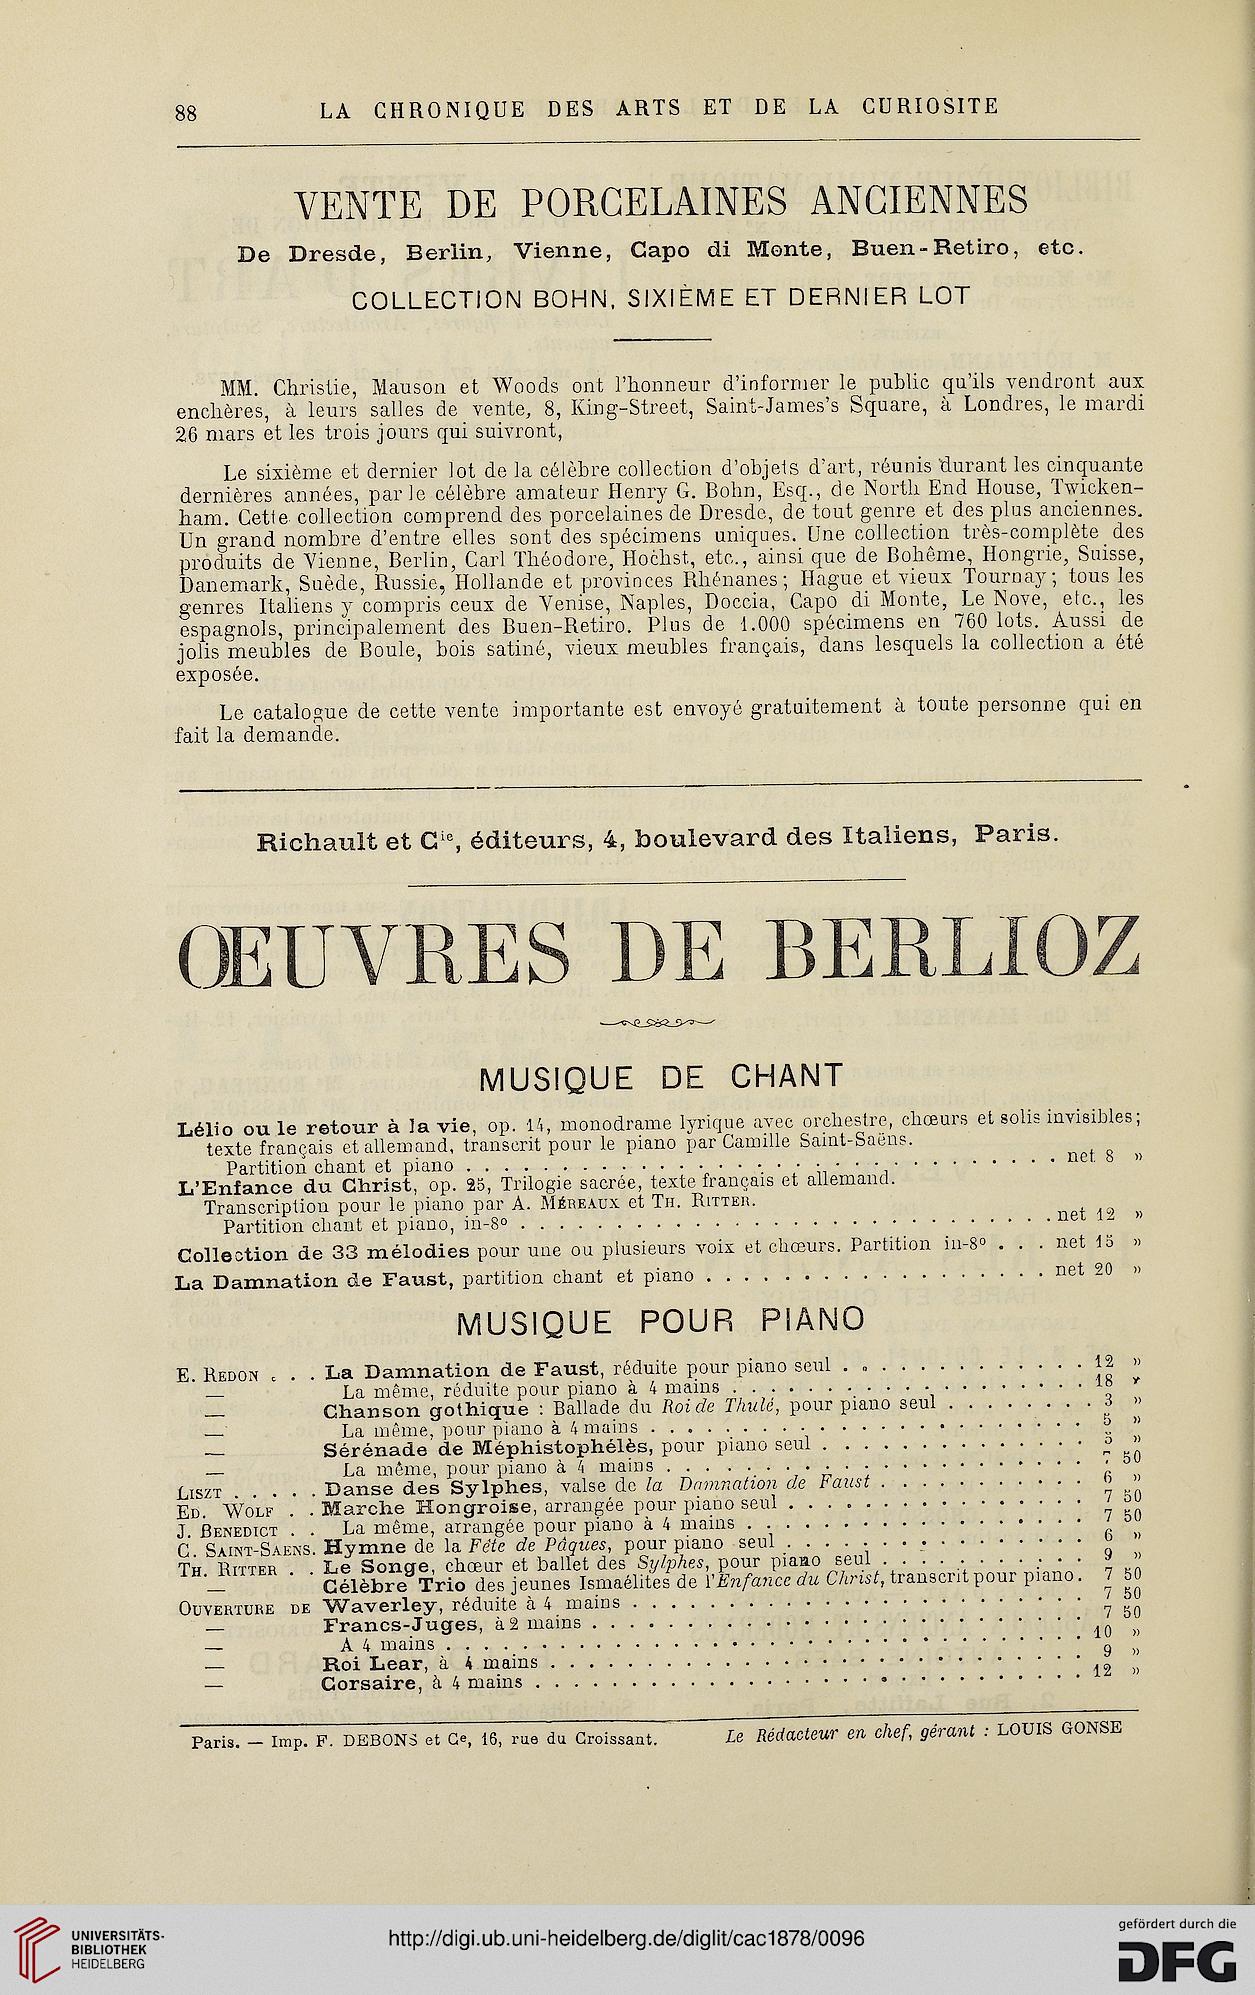 88 LA CHRONIQUE DES ARTS ET DE LA CURIOSITE
VENTE DE PORCELAINES ANCIENNES
De Dresde, Berlin, Vienne, Capo di Monte, Buen-Retiro, etc.
COLLECTION BOHN, SIXIÈME ET DERNIER LOT
MM. Christie, Mauson et Woods ont l'honneur d'informer le public qu'ils vendront aux
enchères, à leurs salles de vente, 8, King-Street, Saint-James's Square, à Londres, le mardi
26 mars et les trois jours qui suivront,
Le sixième et dernier lot de la célèbre collection d'objets d'art, réunis durant les cinquante
dernières années, par le célèbre amateur Henry G. Bohn, Esq., de North End House, Twicken-
ham. Cette collection comprend des porcelaines de Dresde, de tout genre et des plus anciennes.
Un grand nombre d'entre elles sont des spécimens uniques. Une collection très-complète des
produits de Vienne, Berlin, Carl Théodore, Hochst, etc., ainsi que de Bohême, Hongrie, Suisse,
Danemark, Suède, Russie, Hollande et provinces Rhénanes; Hague et vieux Tournay; tous les
genres Italiens y compris ceux de Venise, Naples, Doccia, Capo di Monte, Le Nove, etc., les
espagnols, principalement des Buen-Retiro. Plus de 1.000 spécimens en 760 lots. Aussi de
jolis meubles de Boule, bois satiné, vieux meubles français, dans lesquels la collection a été
exposée.
Le catalogue de cette vente importante est envoyé gratuitement à toute personne qui en
fait la demande.
Richault et Cie, éditeurs, 4, boulevard des Italiens, Paris.
ŒUVRES DE BERLIOZ
MUSIQUE DE CHANT
Lélio ou le retour à la vie, op. 14, monodrame lyrique avec orchestre, chœurs et solis invisibles;
texte français et allemand, transcrit pour le piano par Camille Saint-Saëns.
Partition chant et piano . . . . . . . . . . net 8 »
L'Enfance du Christ, op. 25, Trilogie sacrée, texte français et allemand.
Transcription pour le piano par A. MÉREAUX et TH. RITTER.
Partition chant et piano, in-8° . . . . . . . . . . net 12 »
Collection de 33 mélodies pour une ou plusieurs voix et chœurs. Partition in-8° . . . net 15 »
La Damnation de Faust, partition chant et piano . . . . . . . . . . net 20 »
MUSIQUE POUR PIANO
E. REDON . . . La Damnation de Faust, réduite pour piano seul . . . . . . . . . . 12 »
— La même, réduite pour piano à 4 mains . . . . . . . . . . 18 »
— Chanson gothique : Ballade du Roi de Thulé, pour piano seul . . . . . . . . 3 »
— La même, pour piano à 4 mains . . . . . . . . . . 5 »
— Sérénade de Méphistophélès, pour piano seul . . . . . . . . . . 5 »
— La même, pour piano à 4 mains . . . . . . . . . . 7 50
LISZT . . . . . Danse des Sylphes, valse de la Damnation de Faust . . . . . . . . . . 6 »
ED. WOLF . . Marche Hongroise, arrangée pour piano seul . . . . . . . . . . 7 50
J. BENEDICT . . La même, arrangée pour piano à 4 mains . . . . . . . . . . 7 50
C. SAINT-SAENS. Hymne de la Fête de Pâques, pour piano seul . . . . . . . . . . 6 »
TH. RITTER . . Le Songe, chœur et ballet des Sylphes, pour piano seul . . . . . . . . . . 9 »
— Célèbre Trio des jeunes Ismaélites de l'Enfance du Christ, transcrit pour piano. 7 50
OUVERTURE DE Waverley, réduite à 4 mains . . . . . . . . . . 7 50
— Francs-Juges, à 2 mains . . . . . . . . . . 7 50
— A 4 mains . . . . . . . . . . 10 »
— Roi Lear, à 4 mains . . . . . . . . . . 9 »
— Corsaire, à 4 mains . . . . . . . . . . 12 »
Paris. — Imp. F. DEBONS et Ce, 16, rue du Croissant. Le Rédacteur en chef, gérant : LOUIS GONSE
UNIVERSITÄTS-
BIBLIOTHEK
HEIDELBERG
http://digi.ub.uni-heidelberg.de/diglit/cac1878/0096
gefördert durch die
DFG